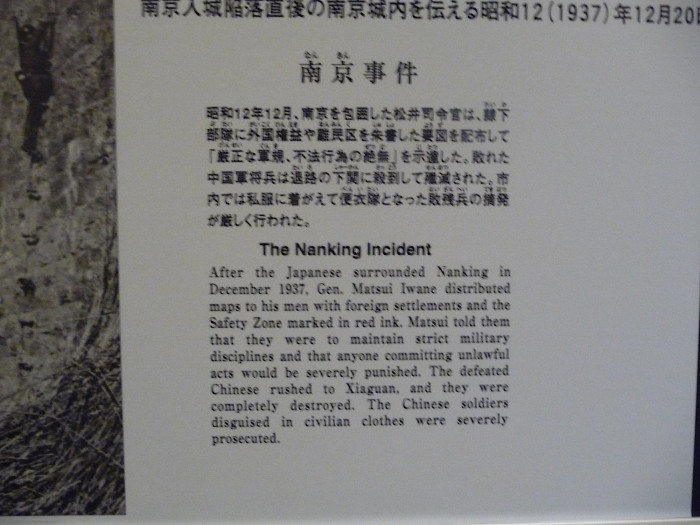 南京入城陥落直後の南京城内を伝える昭和12(1937)年12月20
南京事件
昭和12年12月、南京を包囲した松井司令官は、隷下
部隊に外国権益や難民区を朱書した要図を配布して
「厳正な軍規、不法行為の絶無」を示達した。敗れた
中国軍将兵は退路の下関に殺到して殲滅された。市
内では私服に着がえて便衣隊となった敗残兵の摘発
が厳しく行われた。
The Nanking Incident
After the Japanese surrounded Nanking in
December 1937, Gen. Matsui Iwane distributed
maps to his men with foreign settlements and the
Safety Zone marked in red ink. Matsui told them
that they were to maintain strict military
disciplines and that anyone committing unlawful
acts would be severely punished. The defeated
Chinese rushed to Xiaguan, and they were
completely destroyed. The Chinese soldiers
disguised in civilian clothes were severely
prosecuted.